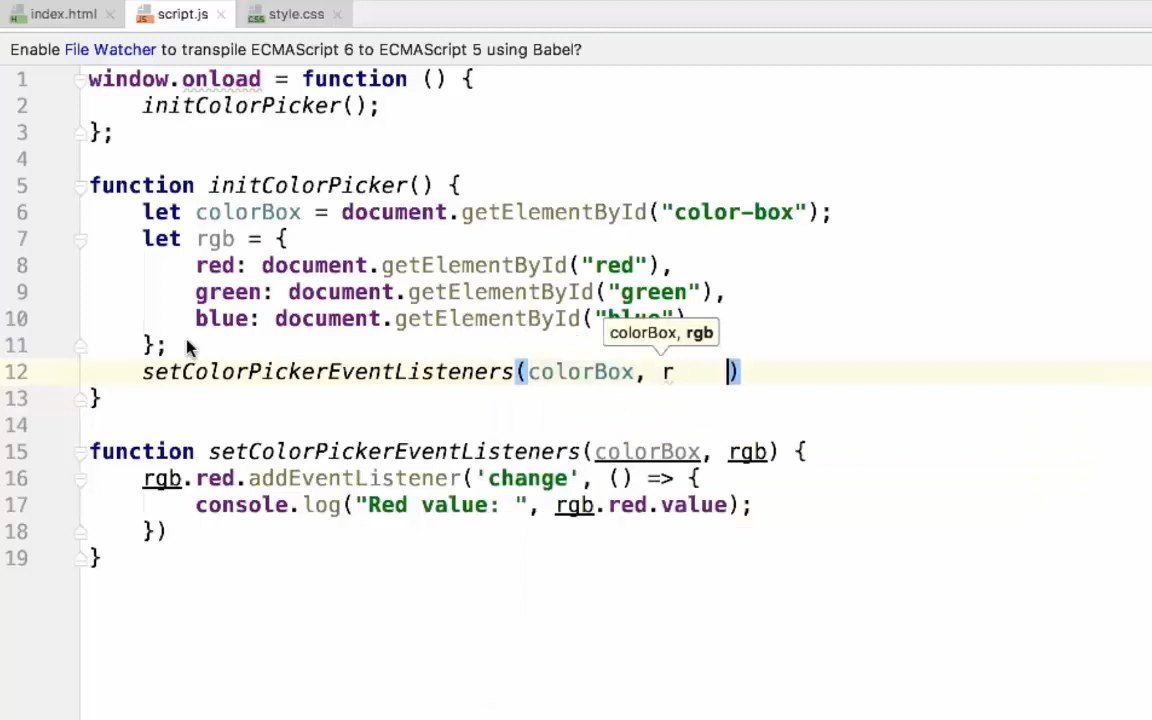 index.html script.js style.css
Enable File Watcher to transpile ECMAScript 6 to ECMAScript 5 using Babel?
1 window.onload = function () {
2 initColorPicker();
3 };
4
5 function initColorPicker() {
6 let colorBox = document.getElementById("color-box");
7 let rgb = {
8 red: document.getElementById("red"),
9 green: document.getElementById("green"),
10 blue: document.getElementById("blue")
colorBox, rgb
11 };
12 setColorPickerEventListeners(colorBox, r )
13 }
14
15 function setColorPickerEventListeners(colorBox, rgb) {
16 rgb.red.addEventListener('change', () => {
17 console.log("Red value: ", rgb.red.value);
18 })
19 }